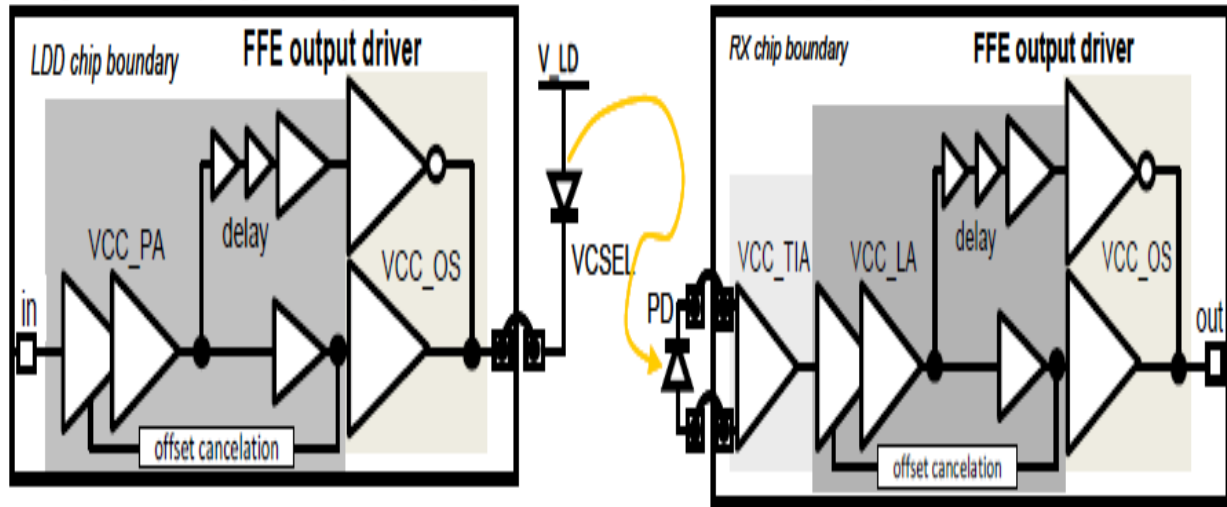 LDD chip boundary
FFE output driver
VCC_PA
delay
VCC_OS
in
offset cancelation
V_LD
VCSEL
PD
RX chip boundary
FFE output driver
VCC_TIA
VCC_LA
delay
VCC_OS
out
offset cancelation